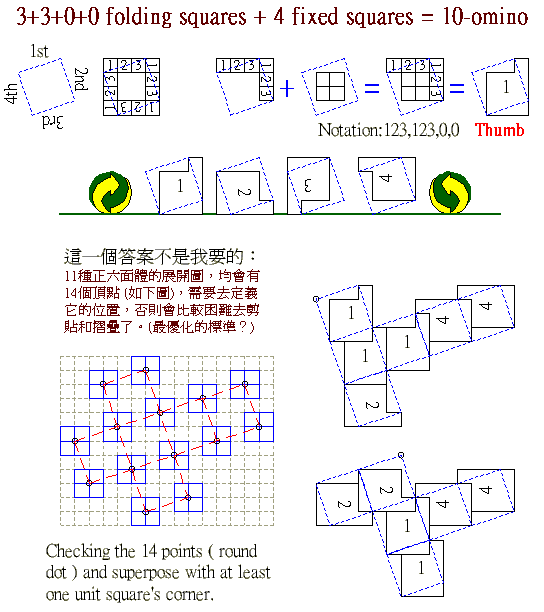 3+3+0+0 folding squares + 4 fixed squares = 10-omino
1st
2nd
3rd
4th
1 2 3
1 2 3
1 2 3
1 2 3
1 2 3
1 2 3
1 2 3
+
=
=
1
Notation:123,123,0,0
Thumb
1
2
3
4
這一個答案不是我要的：
11種正六面體的展開圖，均會有
14個頂點 (如下圖)，需要去定義
它的位置，否則會比較困難去剪
貼和摺疊了。(最優化的標準？)
1
1
1
4
4
2
2
2
4
4
1
1
Checking the 14 points ( round
dot ) and superpose with at least
one unit square's corner.